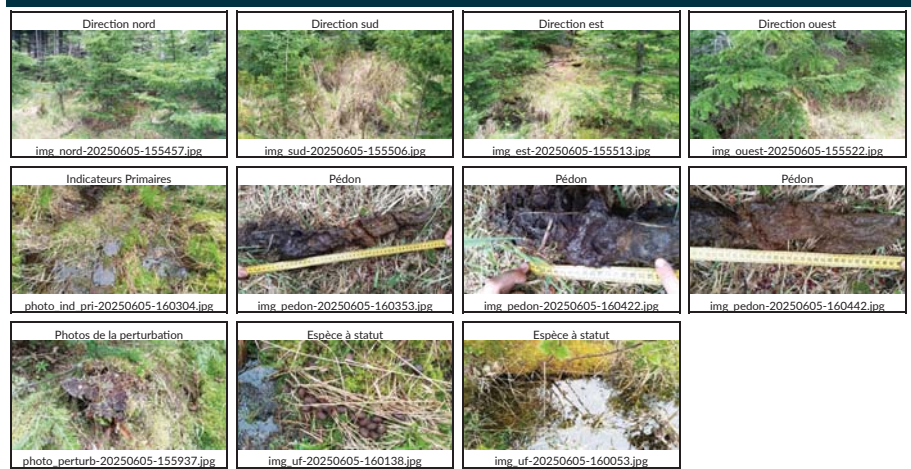 Direction nord
Direction sud
Direction est
Direction ouest
img_nord-20250605-155457.jpg
img_sud-20250605-155506.jpg
img_est-20250605-155513.jpg
img_ouest-20250605-155522.jpg
Indicateurs Primaires
Pédon
Pédon
Pédon
photo_ind_pri-20250605-160304.jpg
img_pedon-20250605-160353.jpg
img_pedon-20250605-160422.jpg
img_pedon-20250605-160442.jpg
Photos de la perturbation
Espèce à statut
Espèce à statut
photo_perturb-20250605-155937.jpg
img_uf-20250605-160138.jpg
img_uf-20250605-160053.jpg